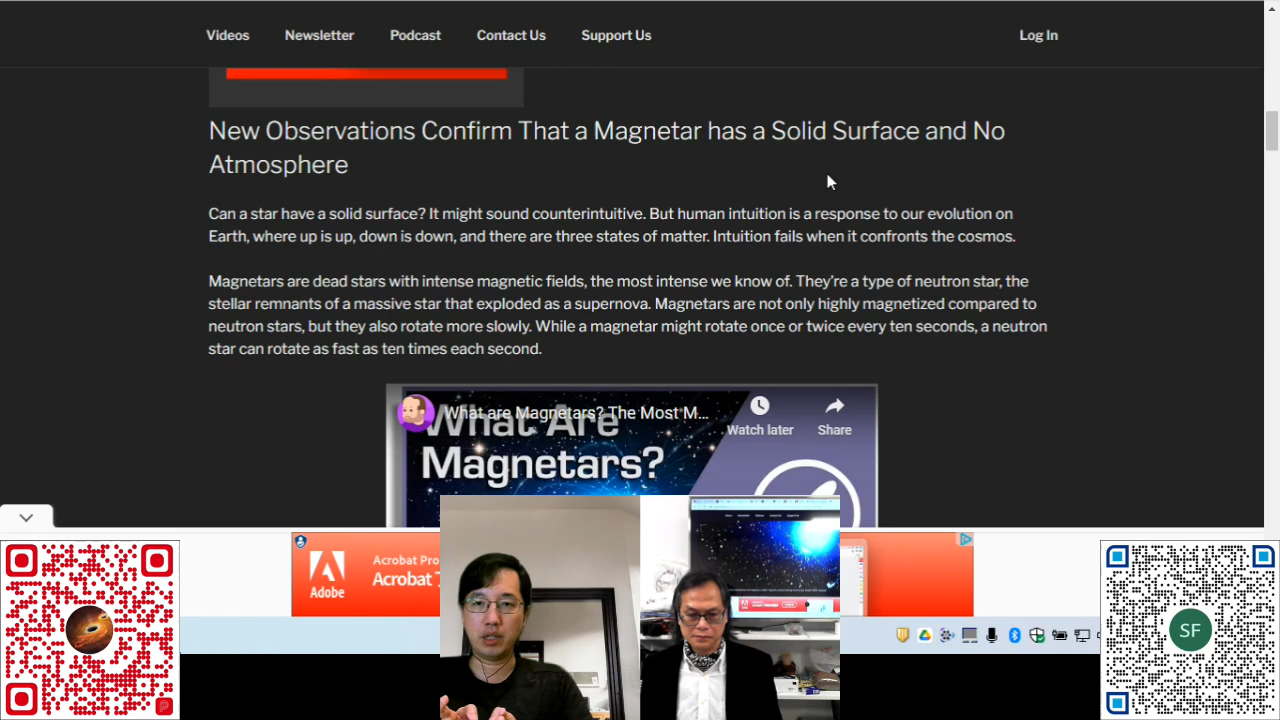 Videos Newsletter Podcast Contact Us Support Us Log In
New Observations Confirm That a Magnetar has a Solid Surface and No
Atmosphere
Can a star have a solid surface? It might sound counterintuitive. But human intuition is a response to our evolution on
Earth, where up is up, down is down, and there are three states of matter. Intuition fails when it confronts the cosmos.
Magnetars are dead stars with intense magnetic fields, the most intense we know of. They're a type of neutron star, the
stellar remnants of a massive star that exploded as a supernova. Magnetars are not only highly magnetized compared to
neutron stars, but they also rotate more slowly. While a magnetar might rotate once or twice every ten seconds, a neutron
star can rotate as fast as ten times each second.
What are Magnetars? The Most M...
What Are
Magnetars?
Watch later Share
Acrobat Pro
Acrobat
Adobe
SF